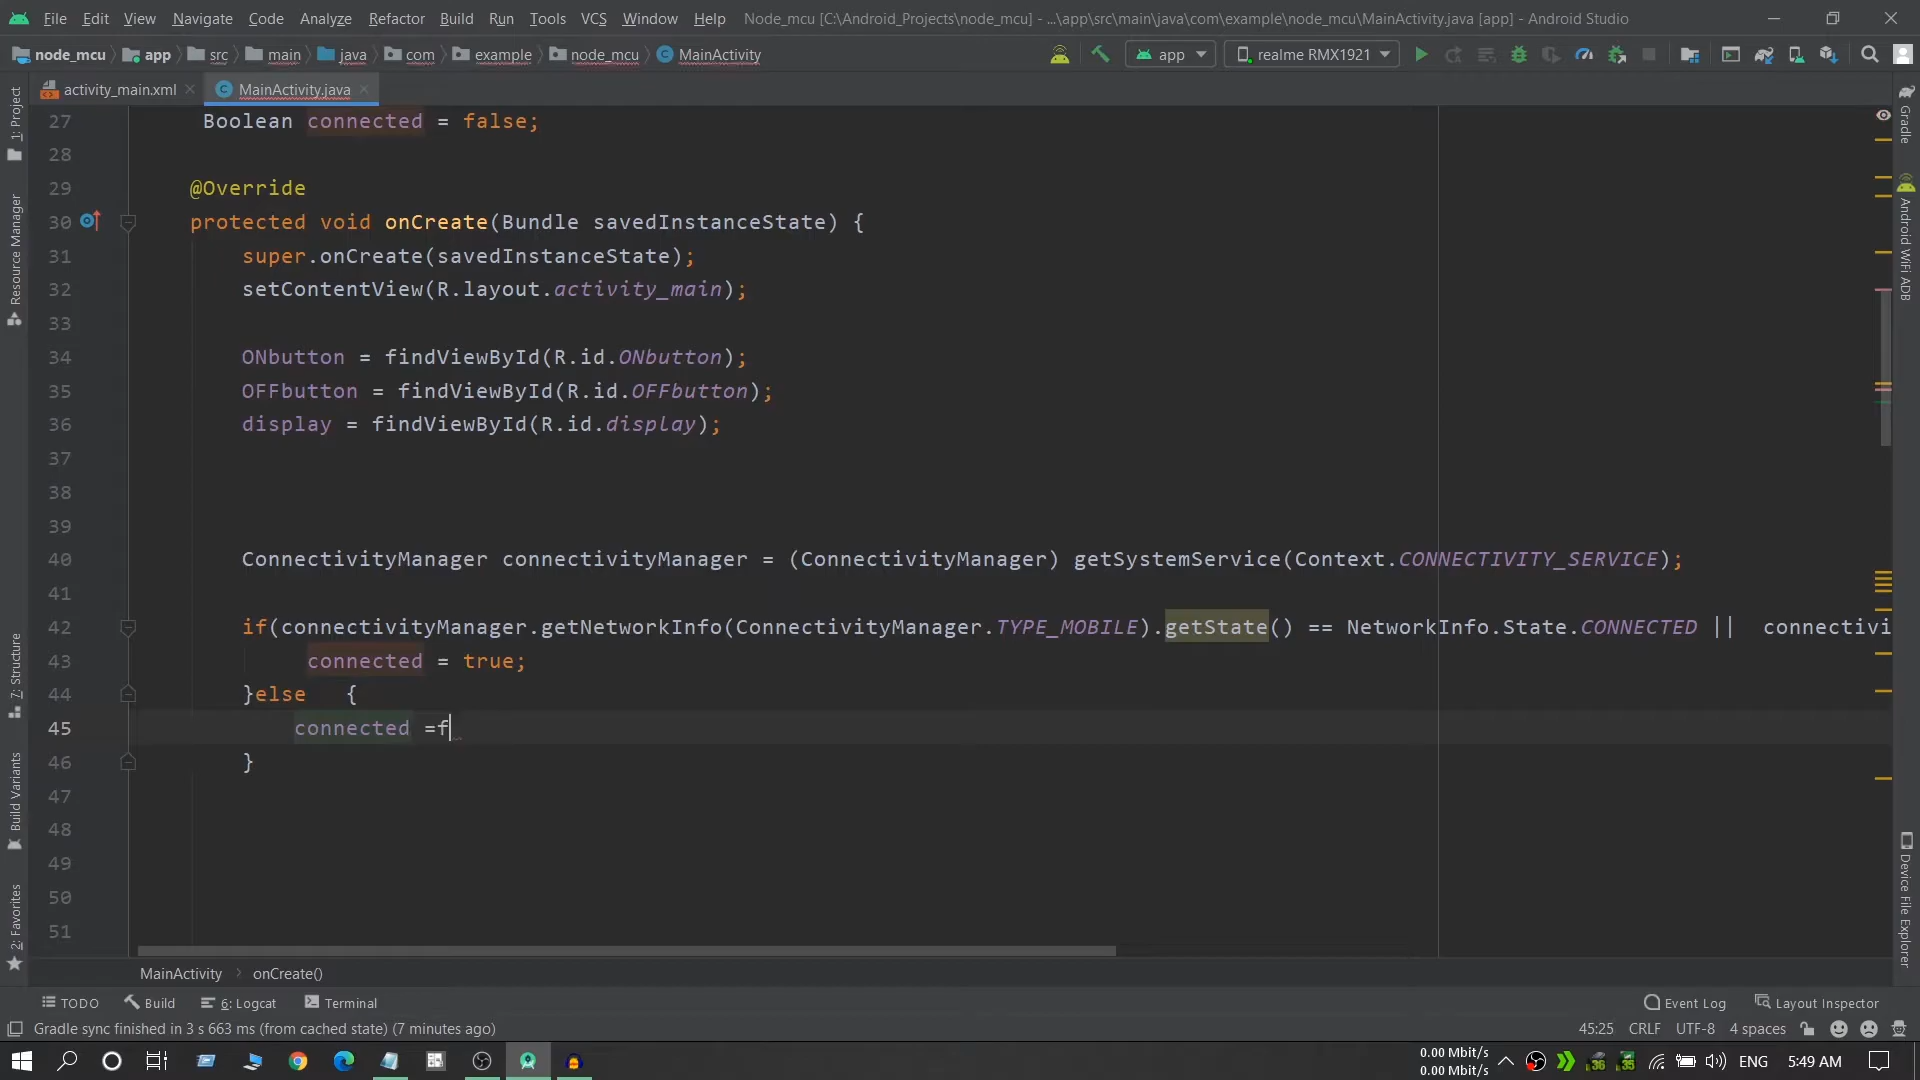 File Edit View Navigate Code Analyze Refactor Build Run Tools VCS Window Help Node_mcu [C:\Android_Projects\node_mcu] - ...\app\src\main\java\com\example\node_mcu\MainActivity.java [app] - Android Studio
node_mcu app src main java com example node_mcu MainActivity app realme RMX1921
activity_main.xml MainActivity.java
27 Boolean connected = false;
28
29 @Override
30 protected void onCreate(Bundle savedInstanceState) {
31 super.onCreate(savedInstanceState);
32 setContentView(R.layout.activity_main);
33
34 ONbutton = findViewById(R.id.ONbutton);
35 OFFbutton = findViewById(R.id.OFFbutton);
36 display = findViewById(R.id.display);
37
38
39
40 ConnectivityManager connectivityManager = (ConnectivityManager) getSystemService(Context.CONNECTIVITY_SERVICE);
41
42 if(connectivityManager.getNetworkInfo(ConnectivityManager.TYPE_MOBILE).getState() == NetworkInfo.State.CONNECTED || connectivi
43 connected = true;
44 }else {
45 connected =f
46 }
47
48
49
50
51
1: Project
Resource Manager
7: Structure
Build Variants
2: Favorites
Gradle
Android WiFi ADB
Device File Explorer
MainActivity onCreate()
TODO Build 6: Logcat Terminal Event Log Layout Inspector
Gradle sync finished in 3 s 663 ms (from cached state) (7 minutes ago) 45:25 CRLF UTF-8 4 spaces
0.00 Mbit/s
0.00 Mbit/s
36 35 ENG 5:49 AM